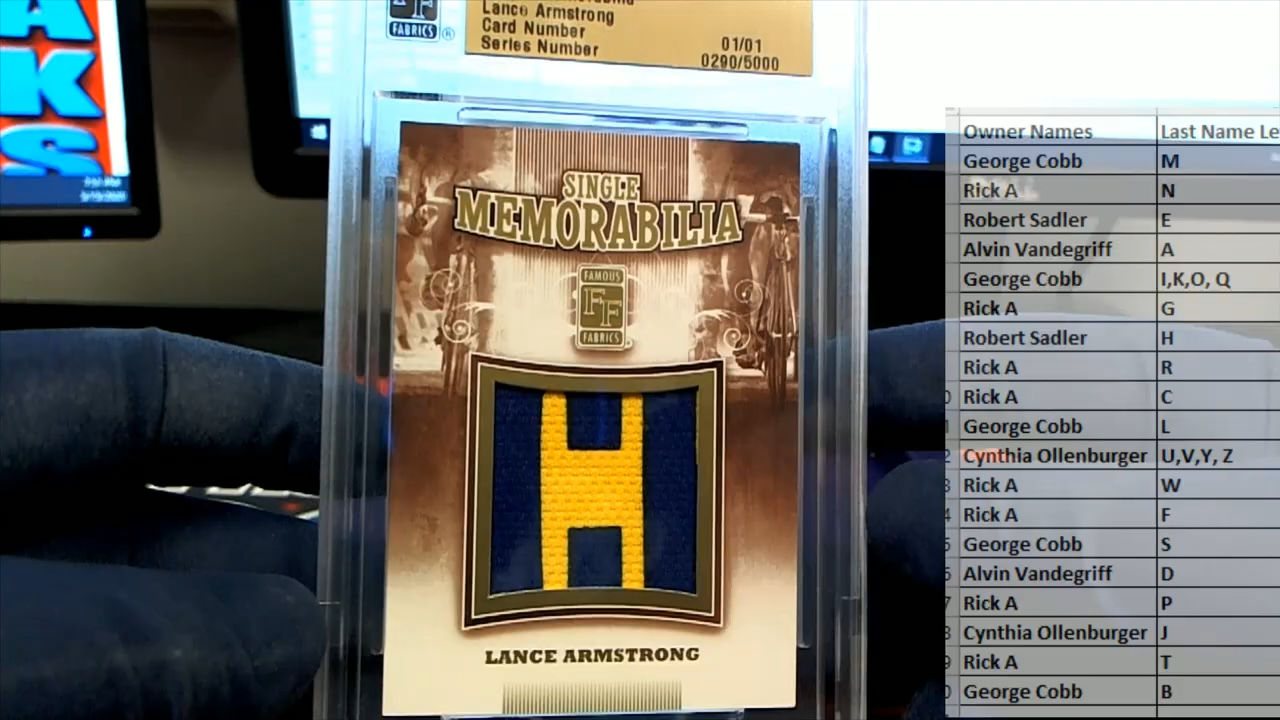 AKS
FABRICS®
Lance Armstrong
Card Number 01/01
Series Number 0290/5000
SINGLE
MEMORABILIA
FAMOUS
FF
FABRICS
H
LANCE ARMSTRONG
Owner Names Last Name Le
George Cobb M
Rick A N
Robert Sadler E
Alvin Vandegriff A
George Cobb I,K,O, Q
Rick A G
Robert Sadler H
Rick A R
Rick A C
George Cobb L
Cynthia Ollenburger U,V,Y, Z
Rick A W
Rick A F
George Cobb S
Alvin Vandegriff D
Rick A P
Cynthia Ollenburger J
Rick A T
George Cobb B